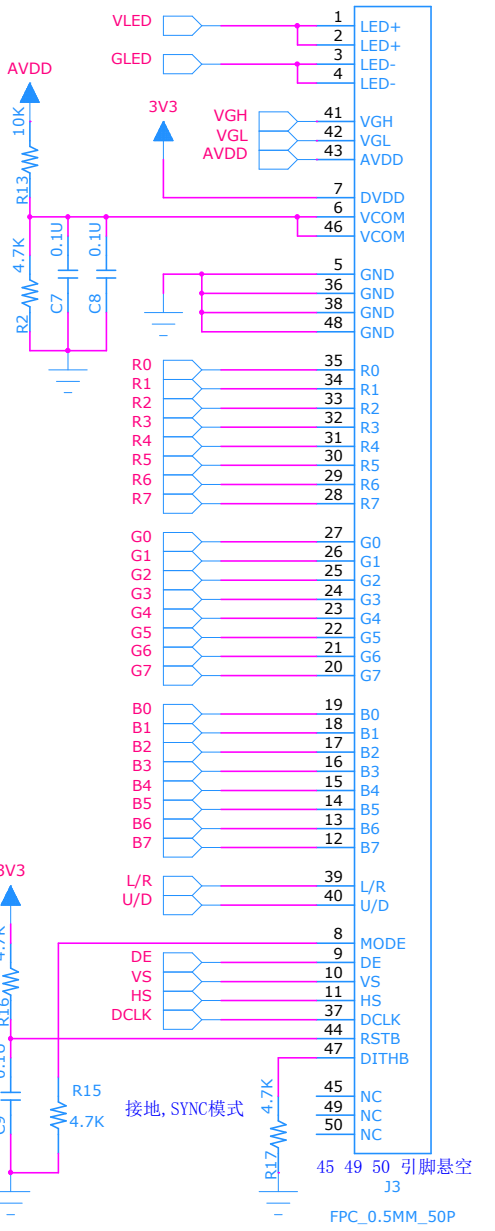 VLED 1 LED+
2 LED+
GLED 3 LED-
4 LED-
AVDD
10K
R13
3V3
VGH 41 VGH
VGL 42 VGL
AVDD 43 AVDD
7 DVDD
6 VCOM
46 VCOM
4.7K
R2
0.1U
C7
0.1U
C8
5 GND
36 GND
38 GND
48 GND
R0 35 R0
R1 34 R1
R2 33 R2
R3 32 R3
R4 31 R4
R5 30 R5
R6 29 R6
R7 28 R7
G0 27 G0
G1 26 G1
G2 25 G2
G3 24 G3
G4 23 G4
G5 22 G5
G6 21 G6
G7 20 G7
B0 19 B0
B1 18 B1
B2 17 B2
B3 16 B3
B4 15 B4
B5 14 B5
B6 13 B6
B7 12 B7
L/R 39 L/R
U/D 40 U/D
8 MODE
DE 9 DE
VS 10 VS
HS 11 HS
DCLK 37 DCLK
44 RSTB
47 DITHB
3V3
4.7K
R16
0.1U
C9
R15
4.7K
接地,SYNC模式
4.7K
R17
45 NC
49 NC
50 NC
45 49 50 引脚悬空
J3
FPC_0.5MM_50P